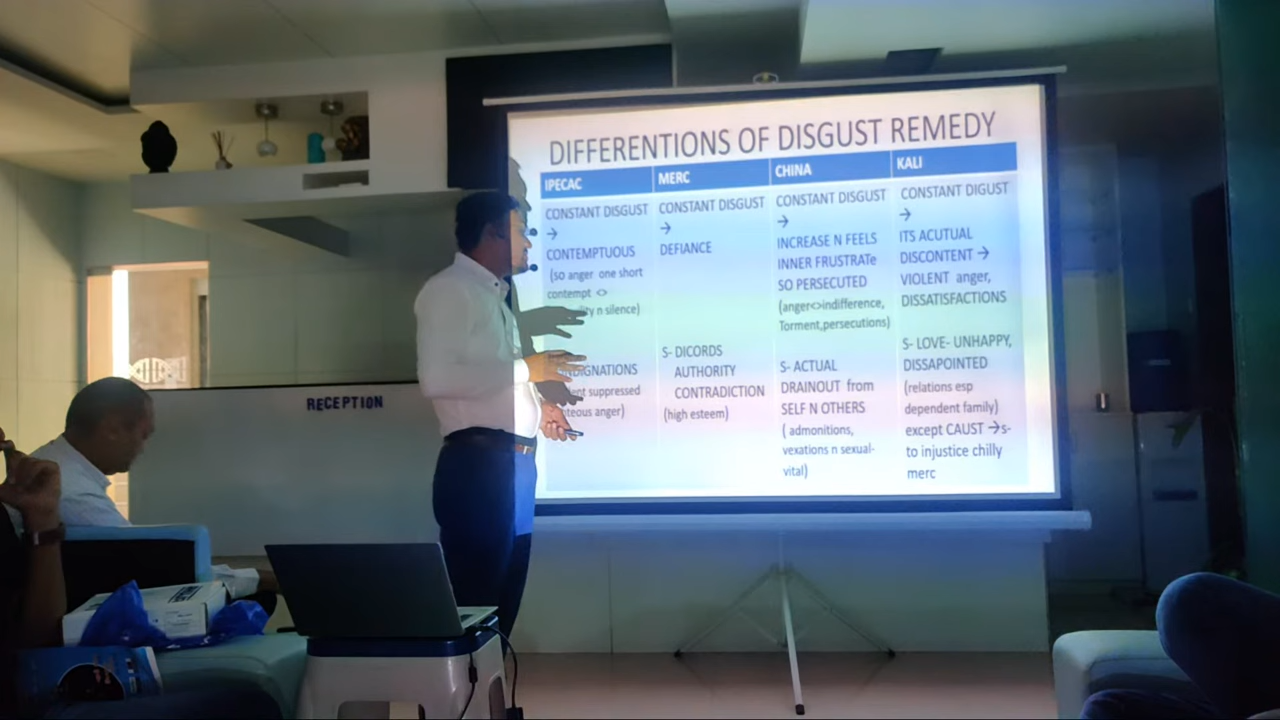 DIFFERENTIONS OF DISGUST REMEDY
IPECAC
CONSTANT DISGUST
→
CONTEMPTUOUS
(so anger one short
contempt <>
n silence)
suppressed
anger)
MERC
CONSTANT DISGUST
→
DEFIANCE
S- DICORDS
AUTHORITY
CONTRADICTION
(high esteem)
CHINA
CONSTANT DISGUST
→
INCREASE N FEELS
INNER FRUSTRATe
SO PERSECUTED
(anger<>indifference,
Torment,persecutions)
S- ACTUAL
DRAINOUT from
SELF N OTHERS
( admonitions,
vexations n sexual-
vital)
KALI
CONSTANT DIGUST
→
ITS ACUTUAL
DISCONTENT →
VIOLENT anger,
DISSATISFACTIONS
S- LOVE- UNHAPPY,
DISSAPOINTED
(relations esp
dependent family)
except CAUST →s-
to injustice chilly
merc
RECEPTION